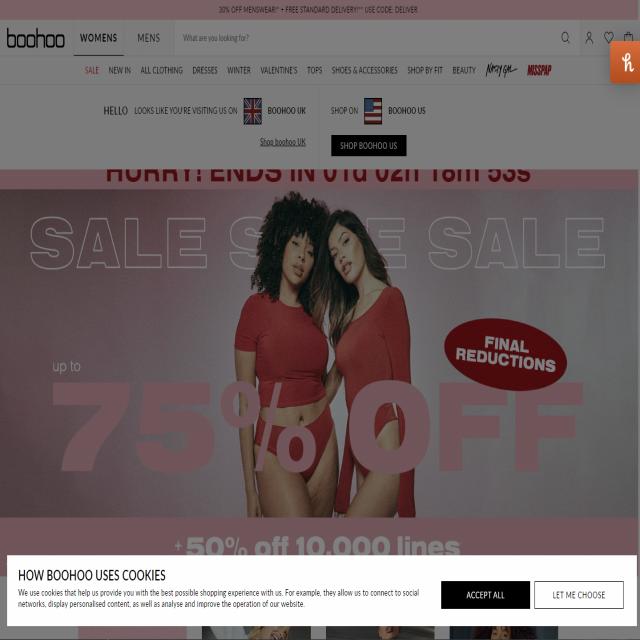 30% OFF MENSWEAR!* + FREE STANDARD DELIVERY!** USE CODE: DELIVER
boohoo
WOMENS
MENS
What are you looking for?
SALE NEW IN ALL CLOTHING DRESSES WINTER VALENTINE'S TOPS SHOES & ACCESSORIES SHOP BY FIT BEAUTY NASTY GAL MISSPAP
HELLO LOOKS LIKE YOU'RE VISITING US ON BOOHOO UK
SHOP ON BOOHOO US
Shop boohoo UK
SHOP BOOHOO US
HURRY! ENDS IN 01d 02h 18m 53s
SALE SALE SALE
FINAL
REDUCTIONS
up to
75% OFF
+50% off 10,000 lines
HOW BOOHOO USES COOKIES
We use cookies that help us provide you with the best possible shopping experience with us. For example, they allow us to connect to social
networks, display personalised content, as well as analyse and improve the operation of our website.
ACCEPT ALL
LET ME CHOOSE